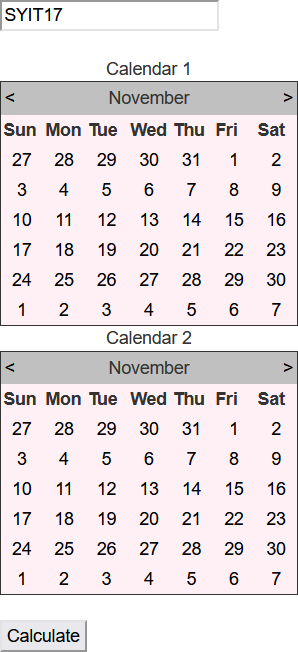 SYIT17
Calendar 1
< November >
Sun Mon Tue Wed Thu Fri Sat
27 28 29 30 31 1 2
3 4 5 6 7 8 9
10 11 12 13 14 15 16
17 18 19 20 21 22 23
24 25 26 27 28 29 30
1 2 3 4 5 6 7
Calendar 2
< November >
Sun Mon Tue Wed Thu Fri Sat
27 28 29 30 31 1 2
3 4 5 6 7 8 9
10 11 12 13 14 15 16
17 18 19 20 21 22 23
24 25 26 27 28 29 30
1 2 3 4 5 6 7
Calculate